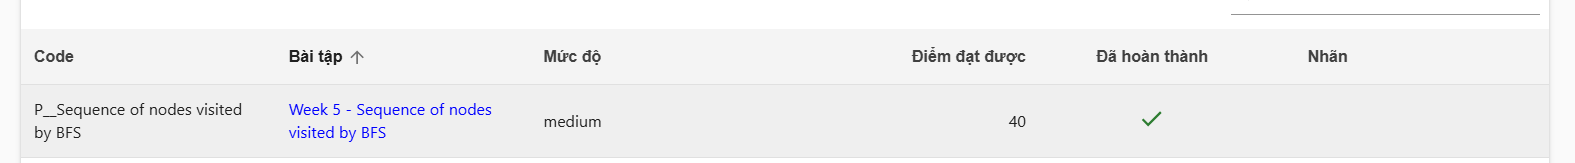 Code Bài tập Mức độ Điểm đạt được Đã hoàn thành Nhãn
P__Sequence of nodes visited by BFS
Week 5 - Sequence of nodes visited by BFS
medium
40